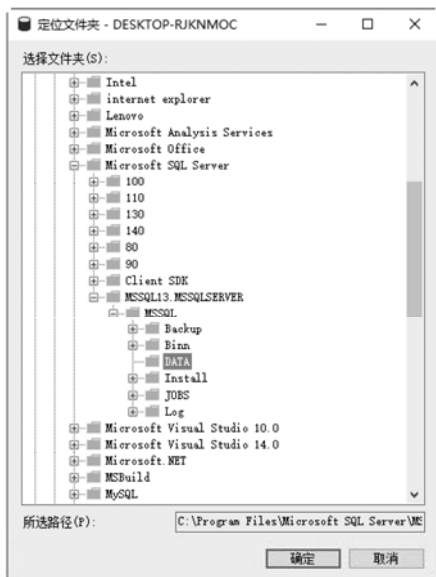 定位文件夹 - DESKTOP-RJKNMOC
选择文件夹(S):
Intel
internet explorer
Lenovo
Microsoft Analysis Services
Microsoft Office
Microsoft SQL Server
100
110
130
140
80
90
Client SDK
MSSQL13.MSSQLSERVER
MSSQL
Backup
Binn
DATA
Install
JOBS
Log
Microsoft Visual Studio 10.0
Microsoft Visual Studio 14.0
Microsoft.NET
MSBuild
MySQL
所选路径(P): C:\Program Files\Microsoft SQL Server\MS
确定 取消